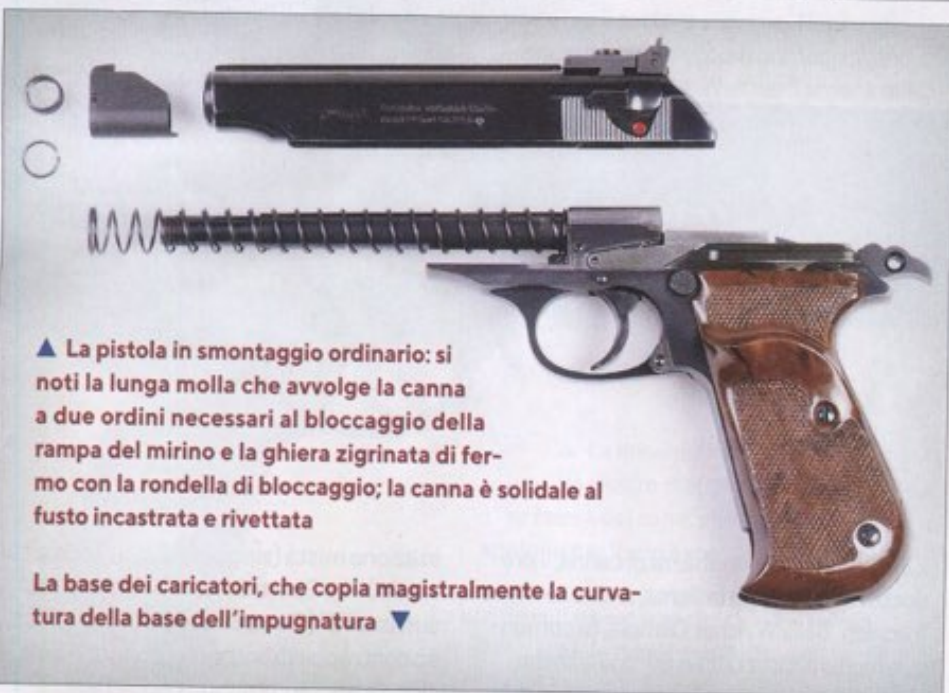 ▲ La pistola in smontaggio ordinario: si
noti la lunga molla che avvolge la canna
a due ordini necessari al bloccaggio della
rampa del mirino e la ghiera zigrinata di fer-
mo con la rondella di bloccaggio; la canna è solidale al
fusto incastrata e rivettata
La base dei caricatori, che copia magistralmente la curva-
tura della base dell'impugnatura ▼